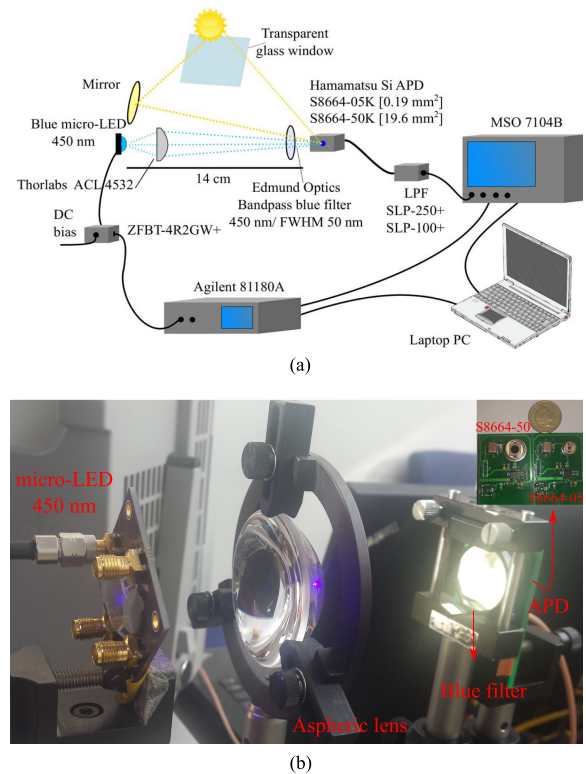 Transparent
glass window
Mirror
Hamamatsu Si APD
S8664-05K [0.19 mm²]
S8664-50K [19.6 mm²]
MSO 7104B
Blue micro-LED
450 nm
Thorlabs ACL 4532
14 cm
Edmund Optics
Bandpass blue filter
450 nm/ FWHM 50 nm
LPF
SLP-250+
SLP-100+
DC
bias
ZFBT-4R2GW+
Agilent 81180A
Laptop PC
(a)
S8664-50
S8664-05
micro-LED
450 nm
APD
Blue filter
Aspheric lens
(b)